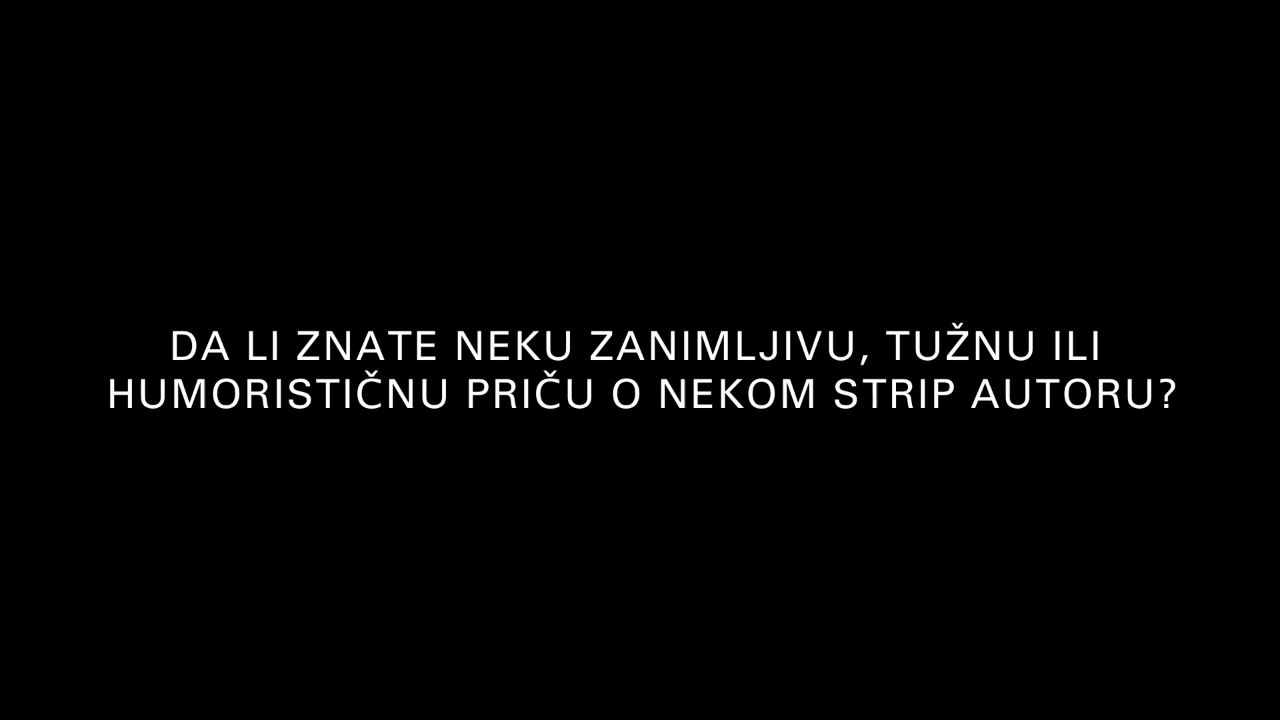 DA LI ZNATE NEKU ZANIMLJIVU, TUŽNU ILI
HUMORISTIČNU PRIČU O NEKOM STRIP AUTORU?